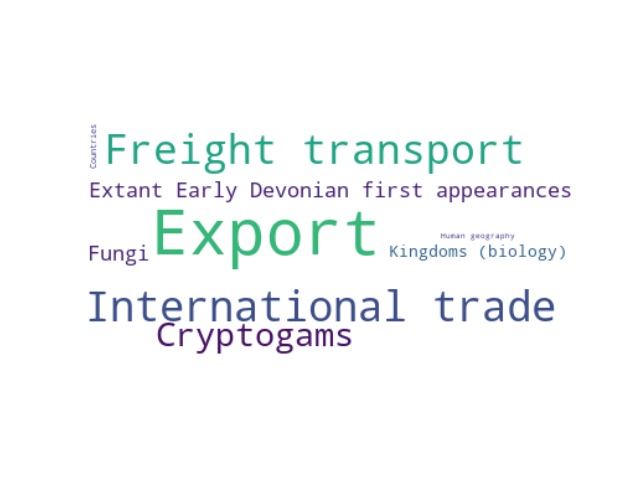 Countries
Freight transport
Extant Early Devonian first appearances
Export
Human geography
Fungi
Kingdoms (biology)
International trade
Cryptogams